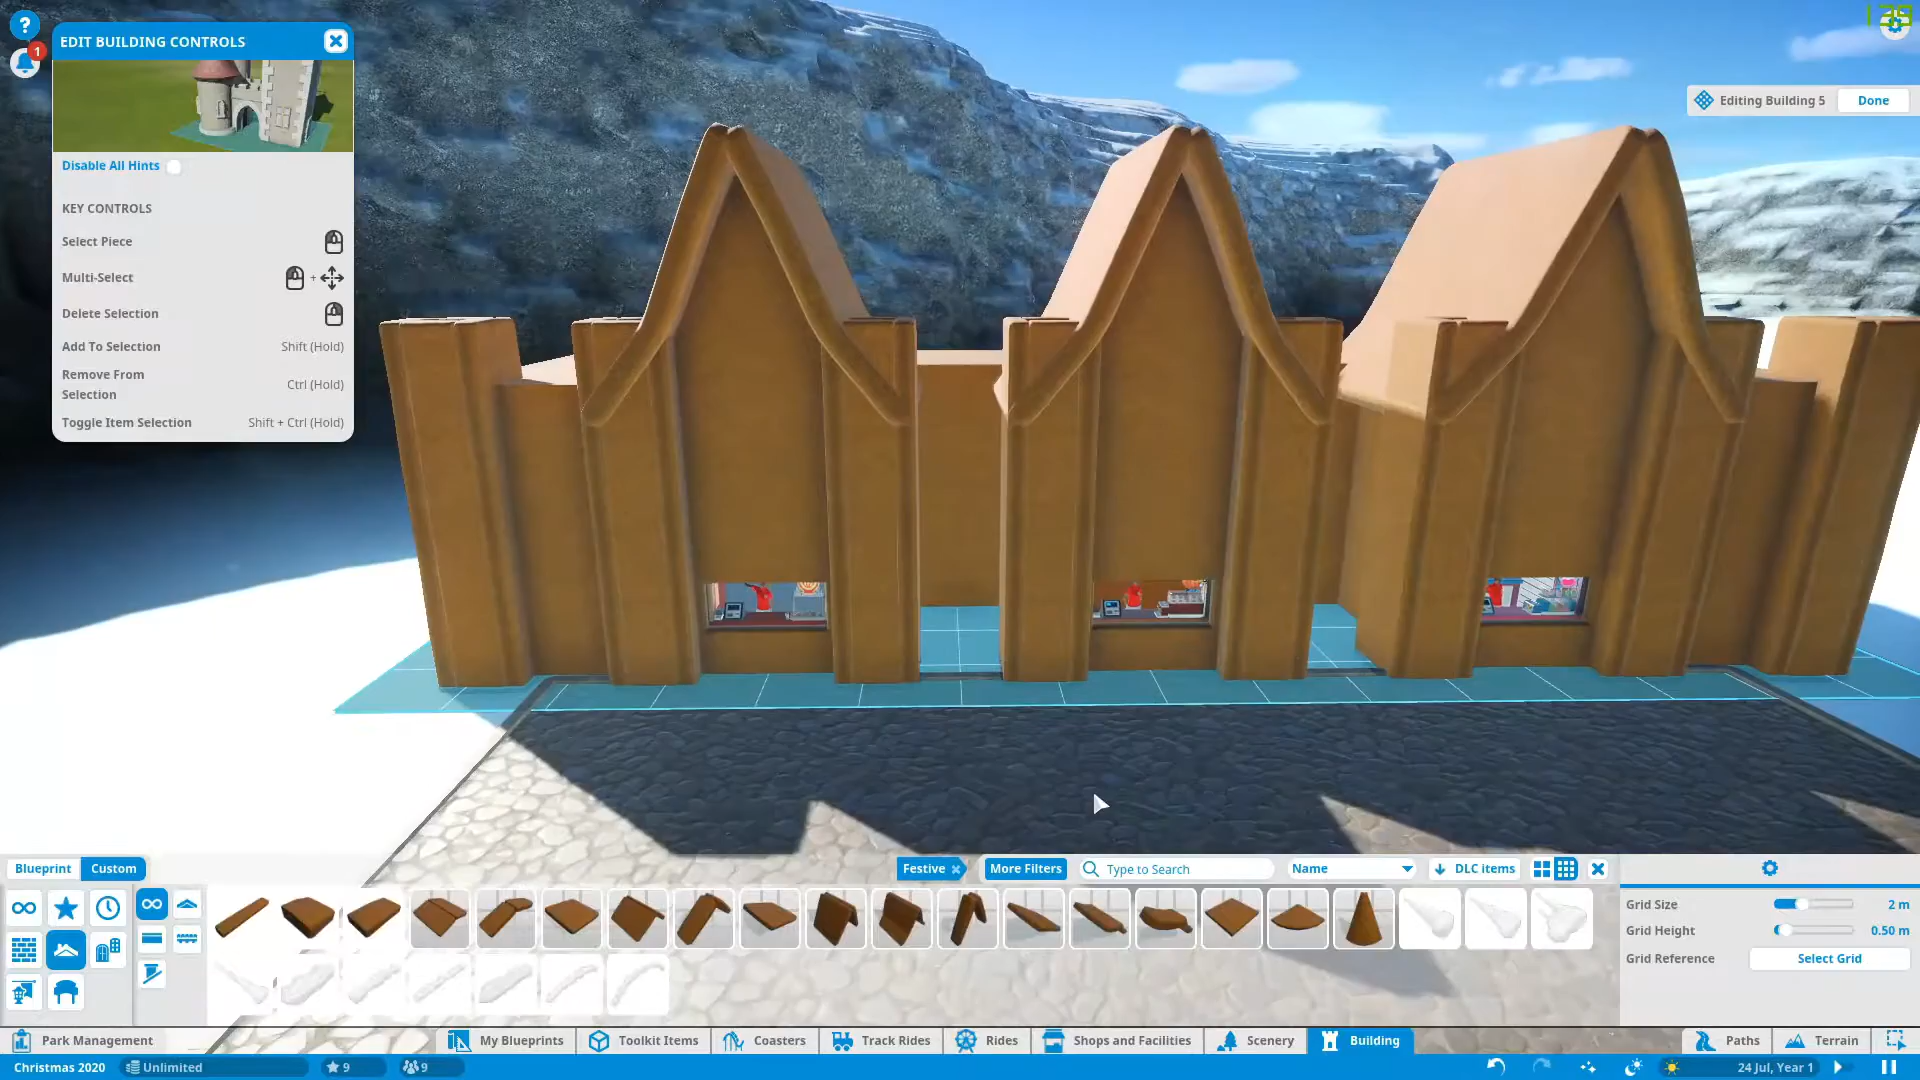 139
?
1
EDIT BUILDING CONTROLS
Disable All Hints
KEY CONTROLS
Select Piece
Multi-Select +
Delete Selection
Add To Selection Shift (Hold)
Remove From
Selection Ctrl (Hold)
Toggle Item Selection Shift + Ctrl (Hold)
Editing Building 5 Done
Blueprint Custom Festive × More Filters Type to Search Name DLC items
Grid Size 2 m
Grid Height 0.50 m
Grid Reference Select Grid
Park Management My Blueprints Toolkit Items Coasters Track Rides Rides Shops and Facilities Scenery Building Paths Terrain
Christmas 2020 Unlimited 9 9 24 Jul, Year 1